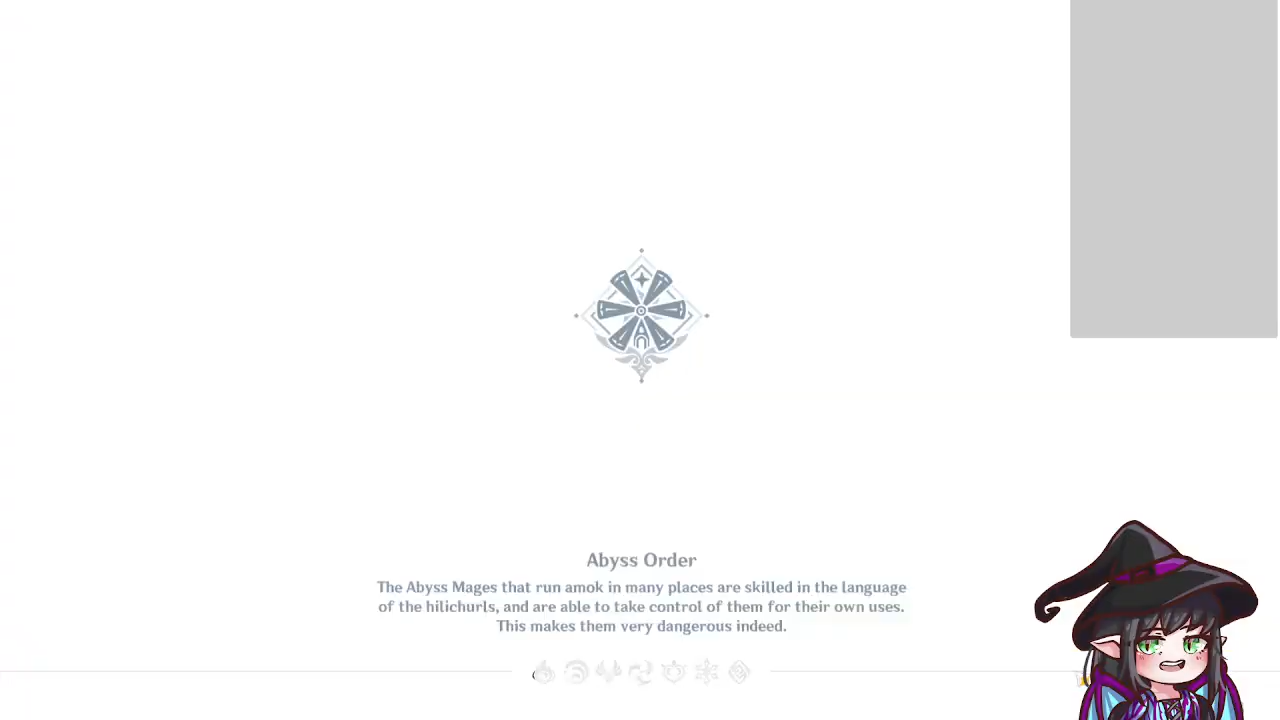 Abyss Order
The Abyss Mages that run amok in many places are skilled in the language
of the hilichurls, and are able to take control of them for their own uses.
This makes them very dangerous indeed.